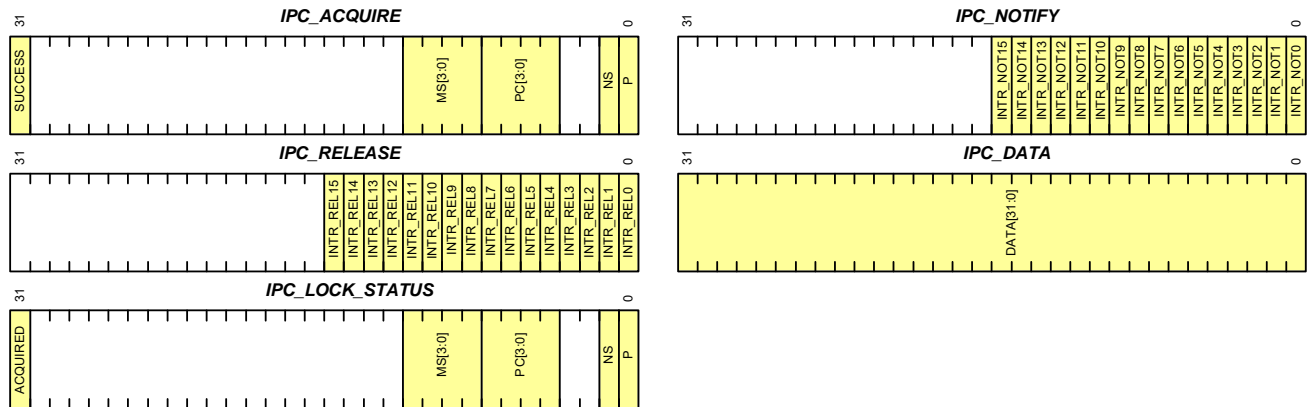 IPC_ACQUIRE
31
0
SUCCESS
MS[3:0]
PC[3:0]
NS
P
IPC_RELEASE
31
0
INTR_REL15
INTR_REL14
INTR_REL13
INTR_REL12
INTR_REL11
INTR_REL10
INTR_REL9
INTR_REL8
INTR_REL7
INTR_REL6
INTR_REL5
INTR_REL4
INTR_REL3
INTR_REL2
INTR_REL1
INTR_REL0
IPC_LOCK_STATUS
31
0
ACQUIRED
MS[3:0]
PC[3:0]
NS
P
IPC_NOTIFY
31
0
INTR_NOT15
INTR_NOT14
INTR_NOT13
INTR_NOT12
INTR_NOT11
INTR_NOT10
INTR_NOT9
INTR_NOT8
INTR_NOT7
INTR_NOT6
INTR_NOT5
INTR_NOT4
INTR_NOT3
INTR_NOT2
INTR_NOT1
INTR_NOT0
IPC_DATA
31
0
DATA[31:0]